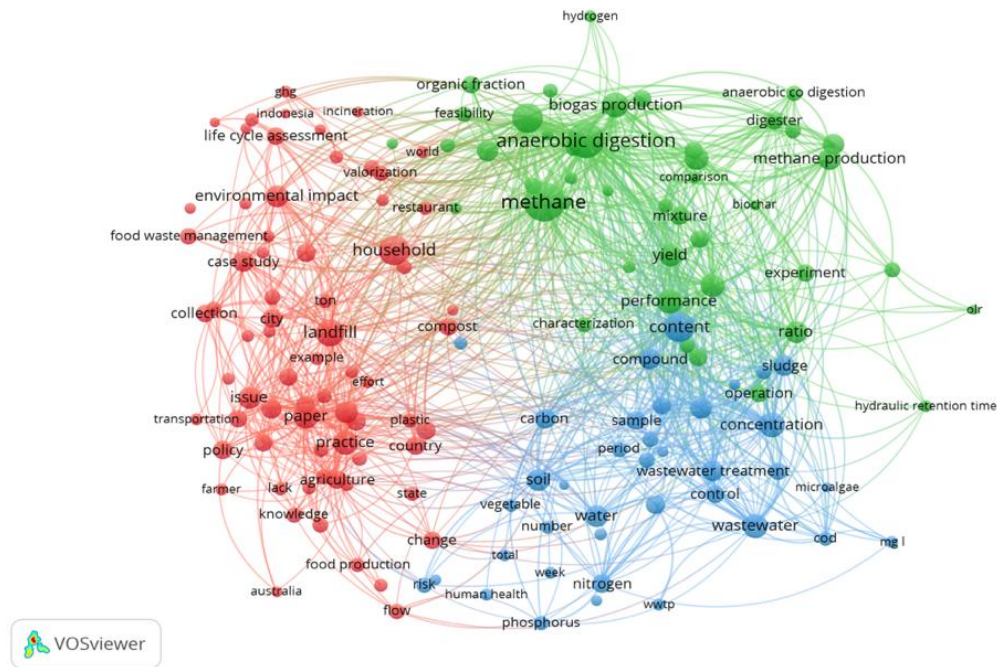 hydrogen
ghg
organic fraction
anaerobic co digestion
indonesia
incineration
feasibility
biogas production
digester
life cycle assessment
anaerobic digestion
world
methane production
valorization
comparison
environmental impact
restaurant
methane
biochar
mixture
food waste management
household
case study
yield
experiment
ton
performance
collection
city
landfill
compost
characterization
content
ratio
olr
example
compound
sludge
effort
issue
operation
transportation
paper
plastic
carbon
sample
concentration
hydraulic retention time
policy
practice
country
period
wastewater treatment
farmer
lack
agriculture
state
soil
control
microalgae
knowledge
vegetable
number
water
wastewater
change
cod
mg l
total
food production
week
australia
risk
human health
nitrogen
flow
phosphorus
wwtp
VOSviewer